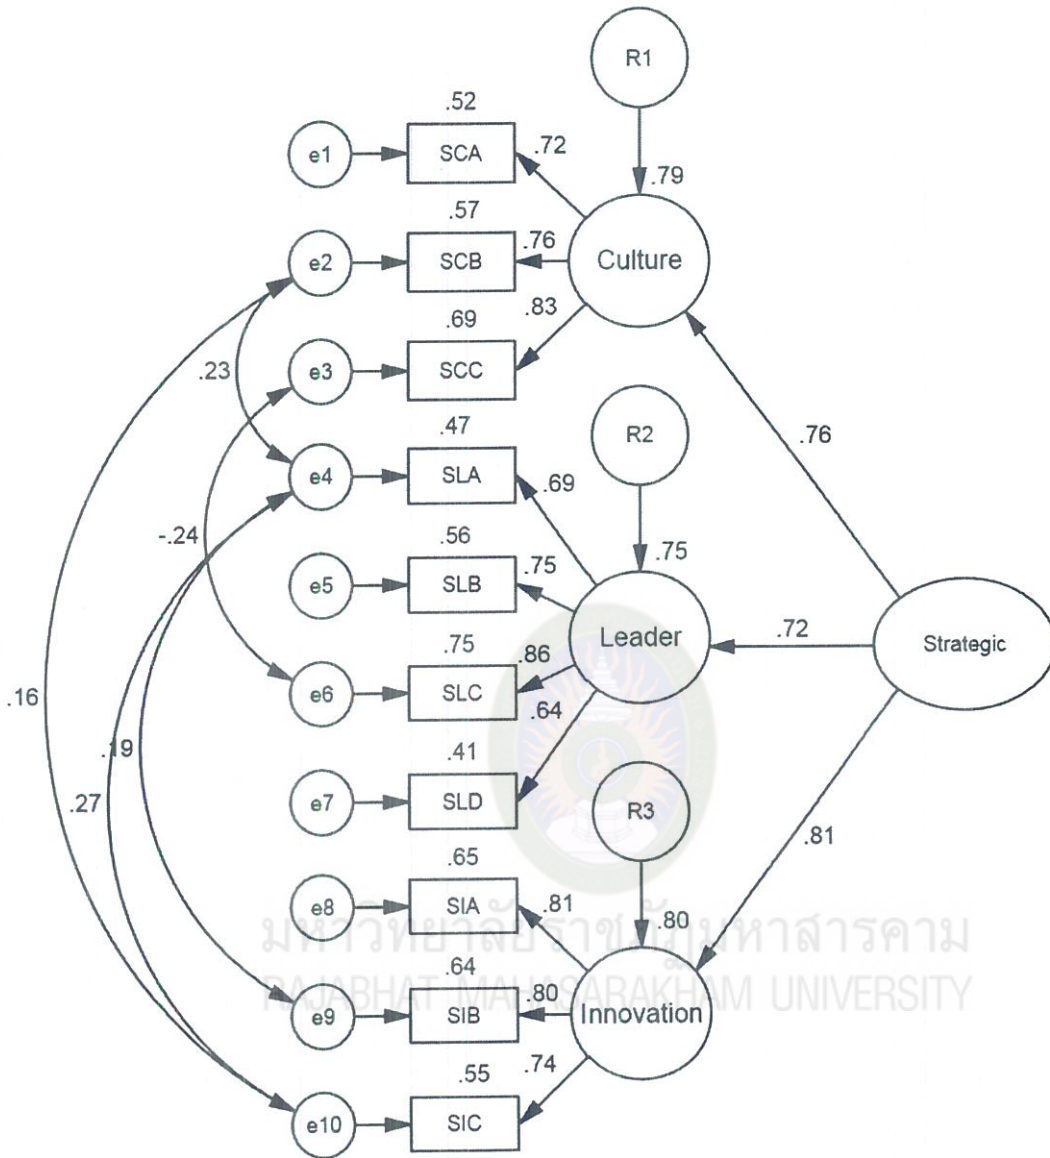 R1
.52
e1
SCA
.72
.79
.57
e2
SCB
.76
Culture
.83
.69
.23
e3
SCC
R2
.47
.76
e4
SLA
.69
-.24
.56
.75
e5
SLB
.75
Leader
.72
Strategic
.75
.86
.16
e6
SLC
.64
.19
.41
.27
e7
SLD
R3
.81
.65
e8
SIA
.81
.80
มหาวิทยาลัยราชภัฏมหาสารคาม
.64
RAJABHAT MAHASARAKHAM UNIVERSITY
e9
SIB
.80
Innovation
.55
.74
e10
SIC